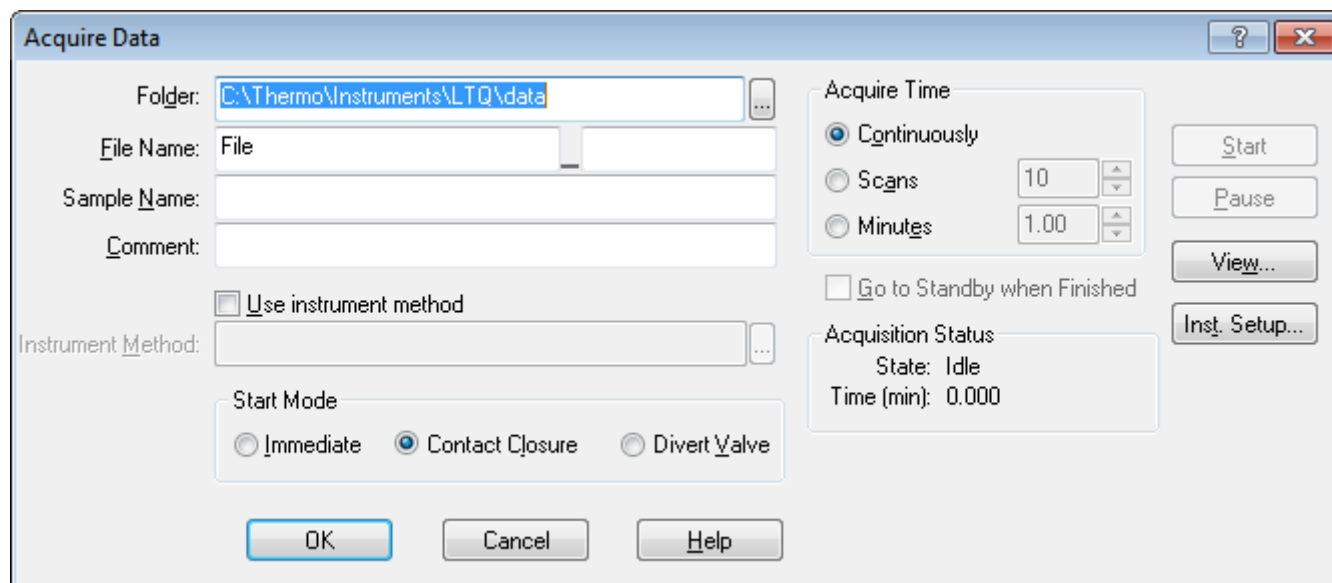 Acquire Data
Folder: C:\Thermo\Instruments\LTQ\data ...
File Name: File _
Sample Name:
Comment:
Use instrument method
Instrument Method: ...
Start Mode
Immediate Contact Closure Divert Valve
OK Cancel Help
Acquire Time
Continuously
Scans 10
Minutes 1.00
Go to Standby when Finished
Acquisition Status
State: Idle
Time (min): 0.000
Start
Pause
View...
Inst. Setup...